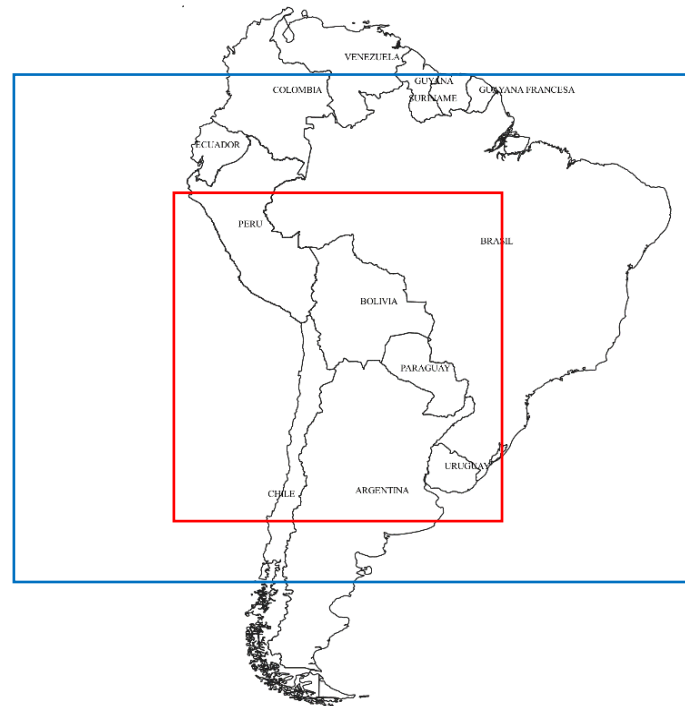 VENEZUELA
GUYANA
COLOMBIA
GUAYANA FRANCESA
SURINAME
ECUADOR
PERU
BRASIL
BOLIVIA
PARAGUAY
URUGUAY
CHILE
ARGENTINA